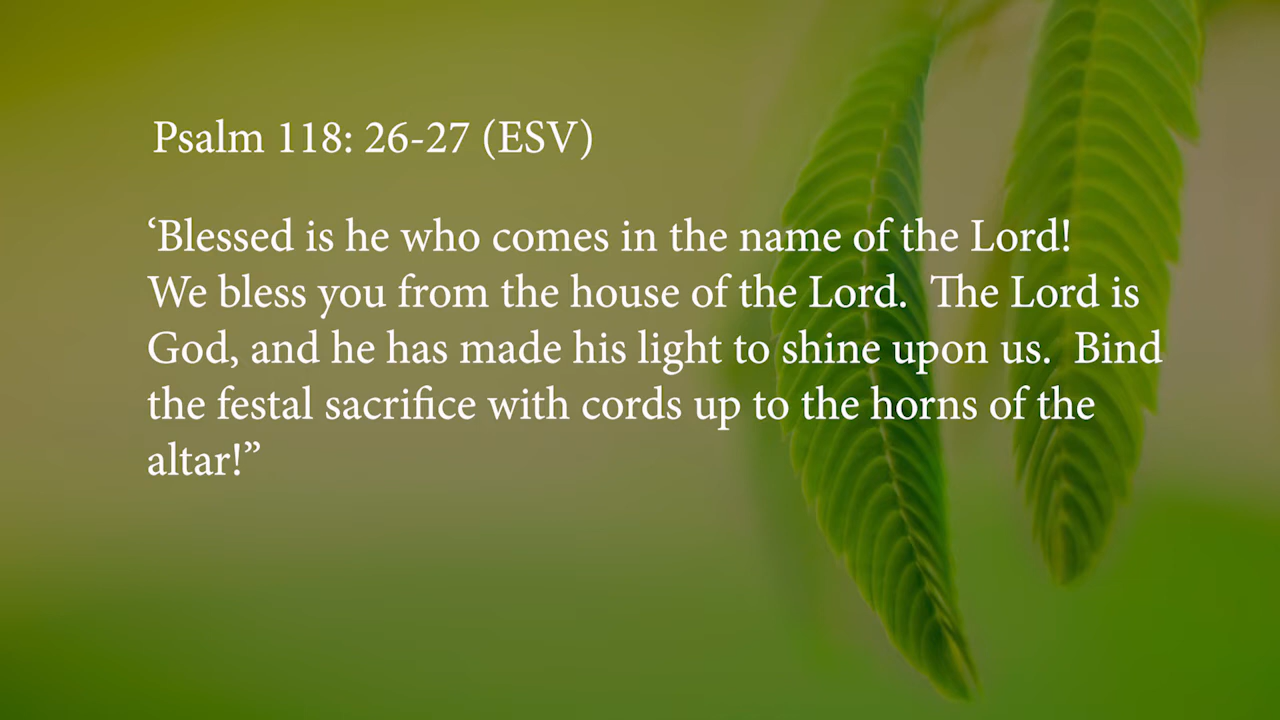 Psalm 118: 26-27 (ESV)
‘Blessed is he who comes in the name of the Lord!
We bless you from the house of the Lord.  The Lord is
God, and he has made his light to shine upon us.  Bind
the festal sacrifice with cords up to the horns of the
altar!”